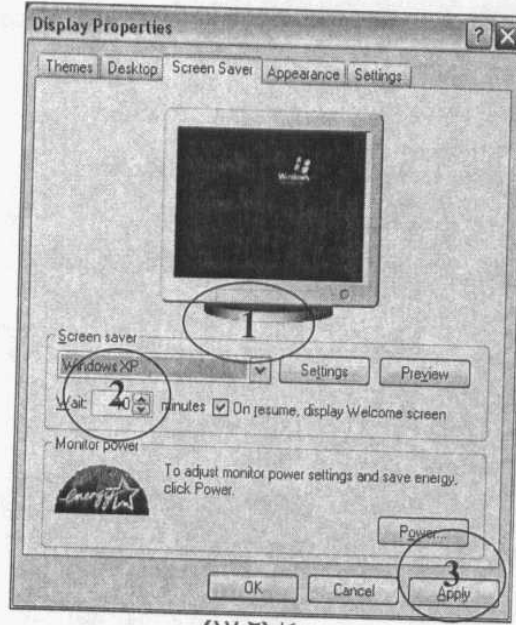 Display Properties
Themes Desktop Screen Saver Appearance Settings
Windows
1
Screen saver
Windows XP Settings Preview
2
Wait: minutes On resume, display Welcome screen
Monitor power
To adjust monitor power settings and save energy,
click Power.
energy
Power...
3
OK Cancel Apply